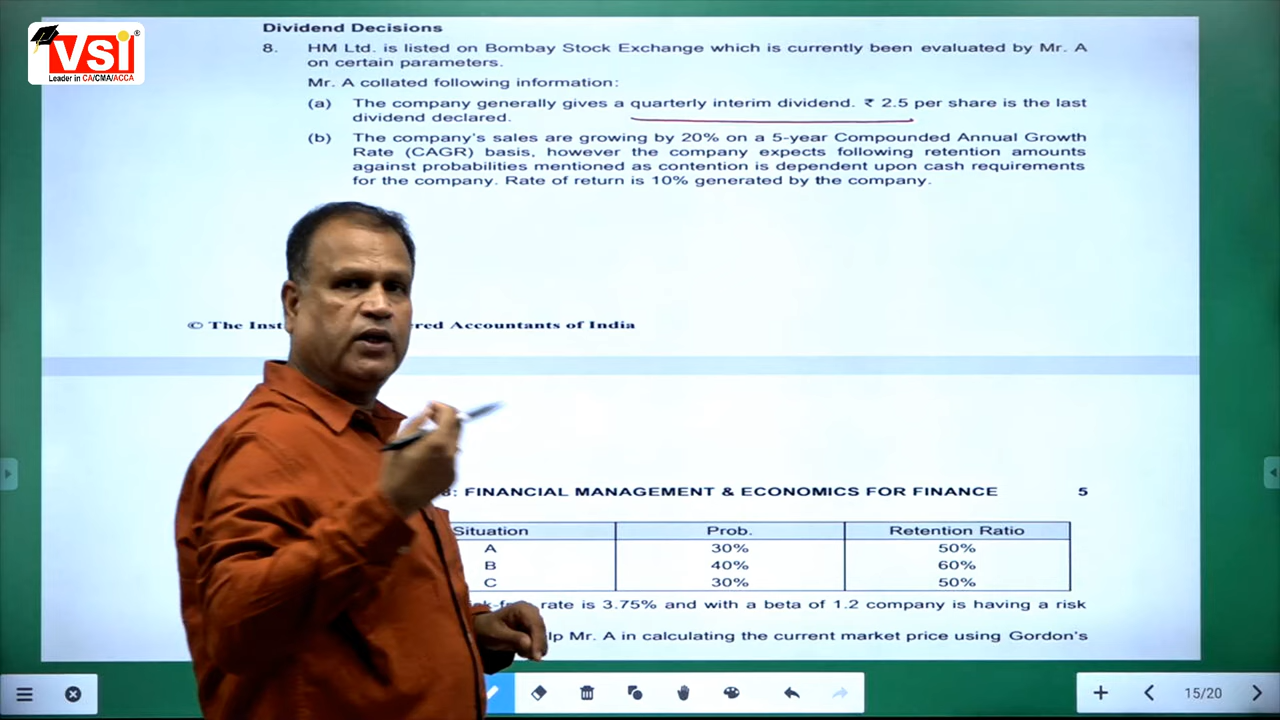 VSI
®
Leader in CA/CMA/ACCA
Dividend Decisions
8. HM Ltd. is listed on Bombay Stock Exchange which is currently been evaluated by Mr. A
on certain parameters.
Mr. A collated following information:
(a) The company generally gives a quarterly interim dividend. ₹ 2.5 per share is the last
dividend declared.
(b) The company's sales are growing by 20% on a 5-year Compounded Annual Growth
Rate (CAGR) basis, however the company expects following retention amounts
against probabilities mentioned as contention is dependent upon cash requirements
for the company. Rate of return is 10% generated by the company.
© The Inst Accountants of India
: FINANCIAL MANAGEMENT & ECONOMICS FOR FINANCE 5
Situation Prob. Retention Ratio
A 30% 50%
B 40% 60%
C 30% 50%
rate is 3.75% and with a beta of 1.2 company is having a risk
Mr. A in calculating the current market price using Gordon's
15/20